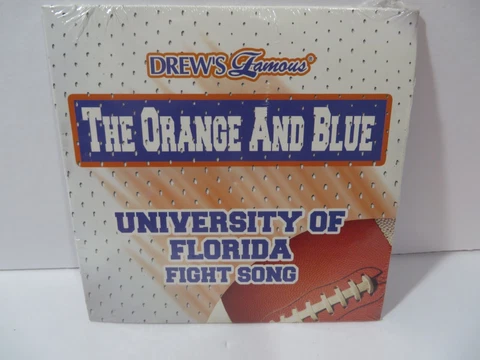 DREW'S Famous®
THE ORANGE AND BLUE
UNIVERSITY OF
FLORIDA
FIGHT SONG